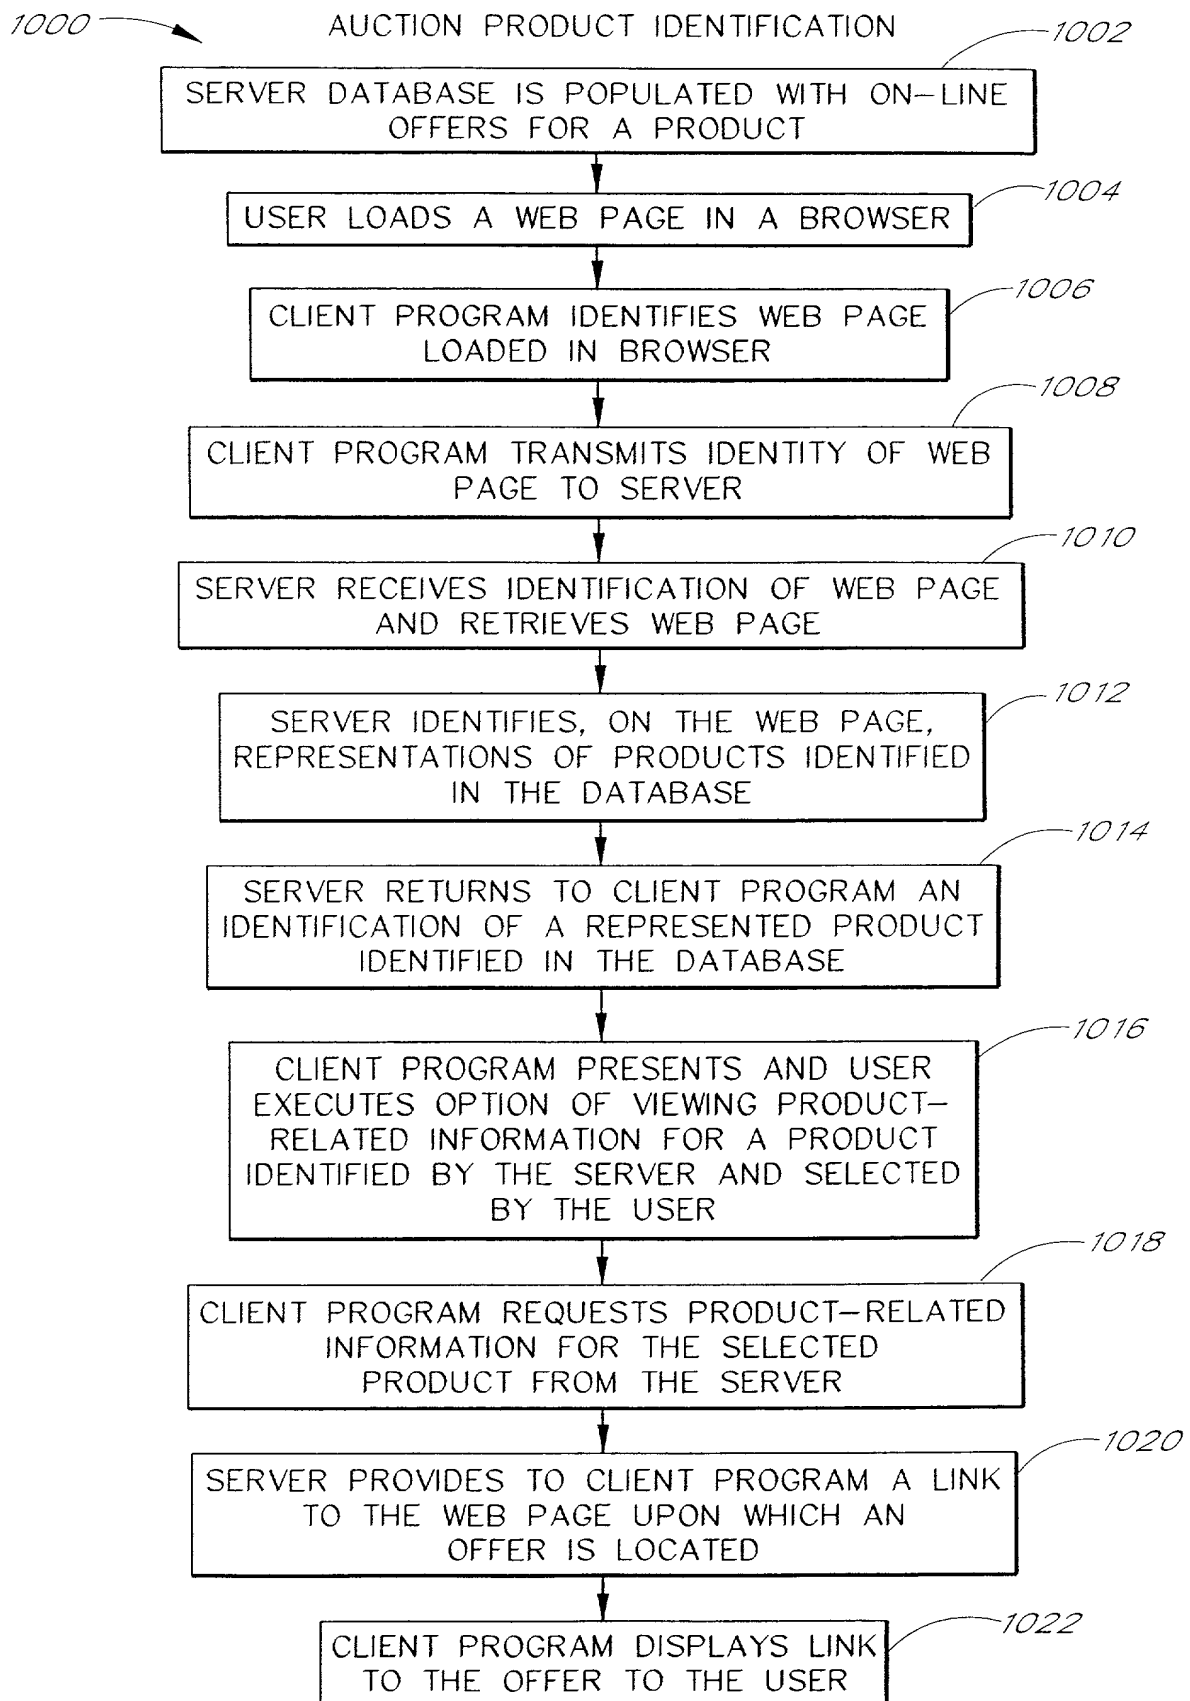 1000
AUCTION PRODUCT IDENTIFICATION
1002
SERVER DATABASE IS POPULATED WITH ON-LINE
OFFERS FOR A PRODUCT
1004
USER LOADS A WEB PAGE IN A BROWSER
1006
CLIENT PROGRAM IDENTIFIES WEB PAGE
LOADED IN BROWSER
1008
CLIENT PROGRAM TRANSMITS IDENTITY OF WEB
PAGE TO SERVER
1010
SERVER RECEIVES IDENTIFICATION OF WEB PAGE
AND RETRIEVES WEB PAGE
1012
SERVER IDENTIFIES, ON THE WEB PAGE,
REPRESENTATIONS OF PRODUCTS IDENTIFIED
IN THE DATABASE
1014
SERVER RETURNS TO CLIENT PROGRAM AN
IDENTIFICATION OF A REPRESENTED PRODUCT
IDENTIFIED IN THE DATABASE
1016
CLIENT PROGRAM PRESENTS AND USER
EXECUTES OPTION OF VIEWING PRODUCT-
RELATED INFORMATION FOR A PRODUCT
IDENTIFIED BY THE SERVER AND SELECTED
BY THE USER
1018
CLIENT PROGRAM REQUESTS PRODUCT-RELATED
INFORMATION FOR THE SELECTED
PRODUCT FROM THE SERVER
1020
SERVER PROVIDES TO CLIENT PROGRAM A LINK
TO THE WEB PAGE UPON WHICH AN
OFFER IS LOCATED
1022
CLIENT PROGRAM DISPLAYS LINK
TO THE OFFER TO THE USER